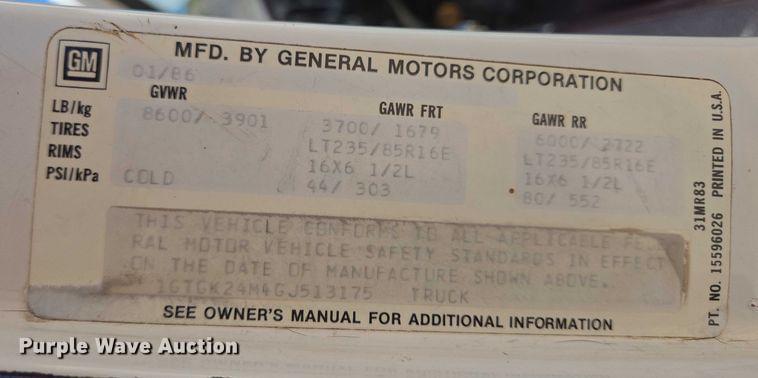 GM
MFD. BY GENERAL MOTORS CORPORATION
01/86
GVWR GAWR FRT GAWR RR
LB/kg 8600/ 3901 3700/ 1679 6000/ 2722
TIRES LT235/85R16E LT235/85R16E
RIMS 16X6 1/2L 16X6 1/2L
PSI/kPa COLD 44/ 303 80/ 552
THIS VEHICLE CONFORMS TO ALL APPLICABLE
RAL MOTOR VEHICLE SAFETY STANDARDS IN EFFECT
ON THE DATE OF MANUFACTURE SHOWN ABOVE.
1GTGK24M4GJ513175 TRUCK
SEE OWNER'S MANUAL FOR ADDITIONAL INFORMATION
31MR83
PT. NO. 15596026 PRINTED IN U.S.A.
Purple Wave Auction